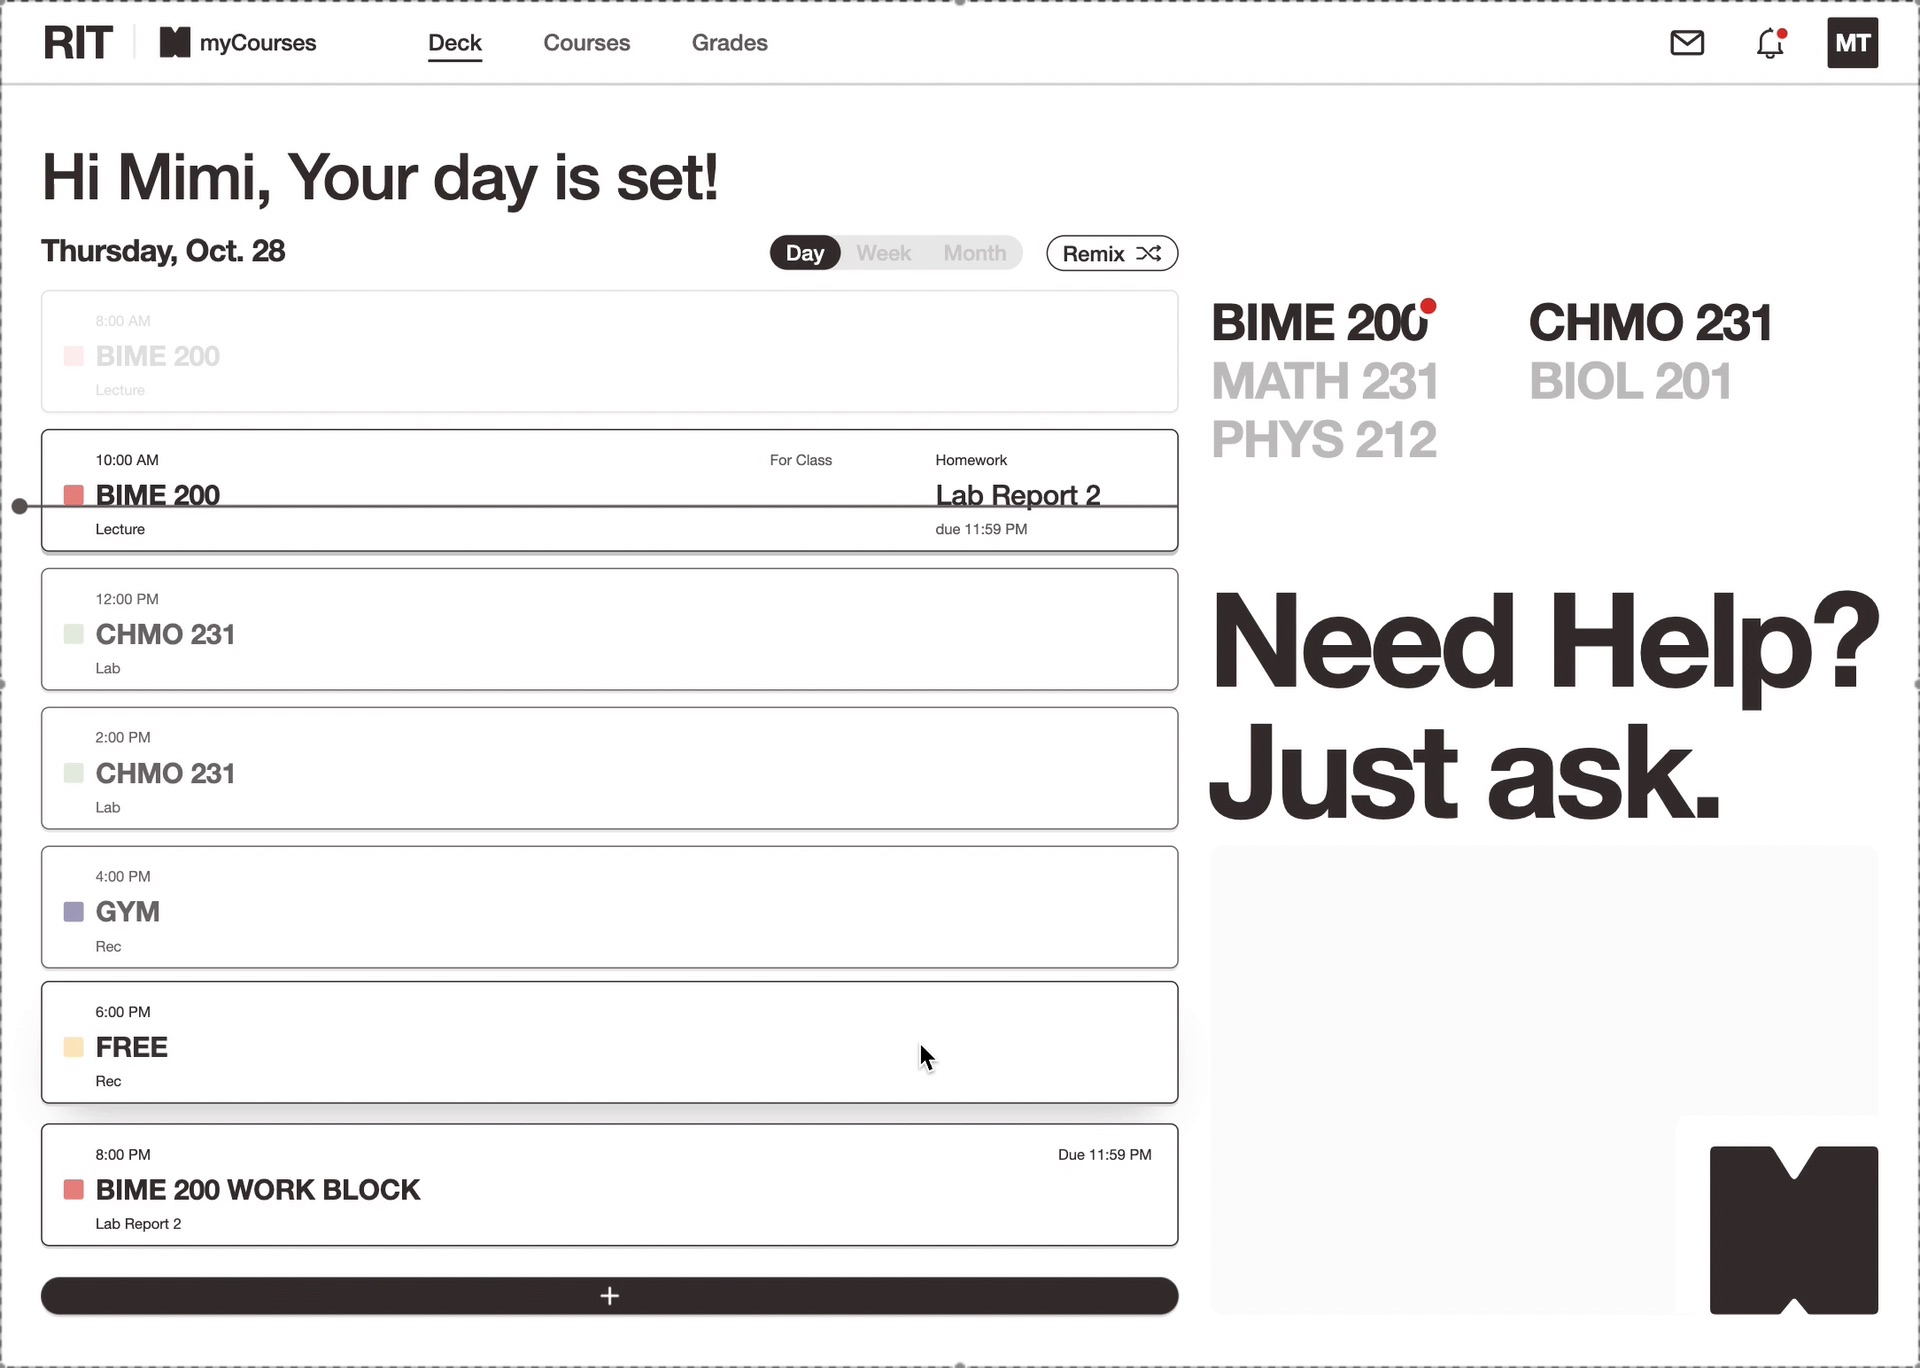 RIT myCourses Deck Courses Grades MT
Hi Mimi, Your day is set!
Thursday, Oct. 28
Day Week Month Remix
8:00 AM
BIME 200
Lecture
10:00 AM For Class Homework
BIME 200 Lab Report 2
Lecture due 11:59 PM
12:00 PM
CHMO 231
Lab
2:00 PM
CHMO 231
Lab
4:00 PM
GYM
Rec
6:00 PM
FREE
Rec
8:00 PM Due 11:59 PM
BIME 200 WORK BLOCK
Lab Report 2
+
BIME 200 CHMO 231
MATH 231 BIOL 201
PHYS 212
Need Help?
Just ask.